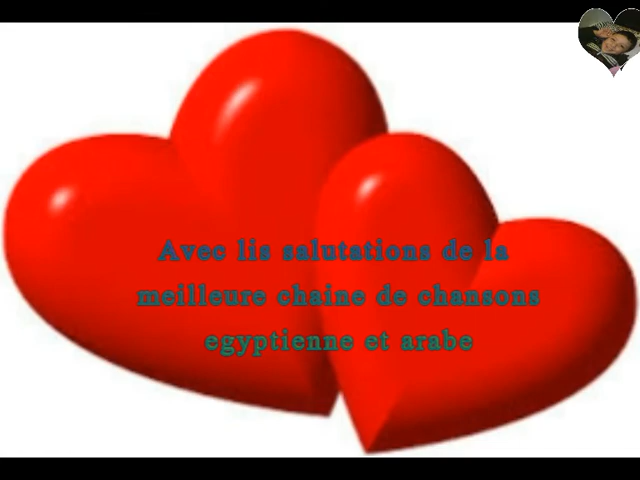 Avec lis salutations de la
meilleure chaine de chansons
egyptienne et arabe